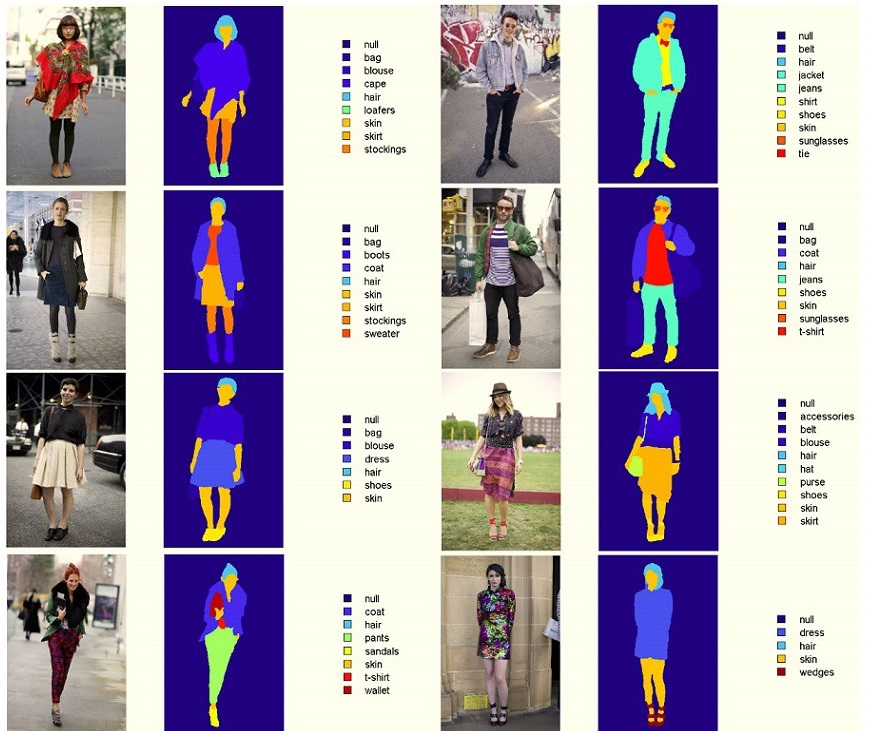 null
bag
blouse
cape
hair
loafers
skin
skirt
stockings
null
belt
hair
jacket
jeans
shirt
shoes
skin
sunglasses
tie
null
bag
boots
coat
hair
skin
skirt
stockings
sweater
null
bag
coat
hair
jeans
shoes
skin
sunglasses
t-shirt
null
bag
blouse
dress
hair
shoes
skin
null
accessories
belt
blouse
hair
hat
purse
shoes
skin
skirt
null
coat
hair
pants
sandals
skin
t-shirt
wallet
null
dress
hair
skin
wedges